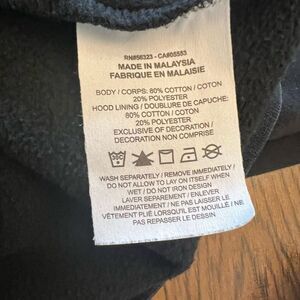 RN#56323 - CA#05553
MADE IN MALAYSIA
FABRIQUE EN MALAISIE
BODY / CORPS: 80% COTTON / COTON
20% POLYESTER
HOOD LINING / DOUBLURE DE CAPUCHE:
80% COTTON / COTON
20% POLYESTER
EXCLUSIVE OF DECORATION /
DECORATION NON COMPRISE
WASH SEPARATELY / REMOVE IMMEDIATELY /
DO NOT ALLOW TO LAY ON ITSELF WHEN
WET / DO NOT IRON DESIGN
LAVER SEPAREMENT / ENLEVER
IMMEDIATEMENT / NE PAS LAISSER LE
VÊTEMENT PLIÉ LORSQU'IL EST MOUILLÉ / NE
PAS REPASSER LE DESSIN